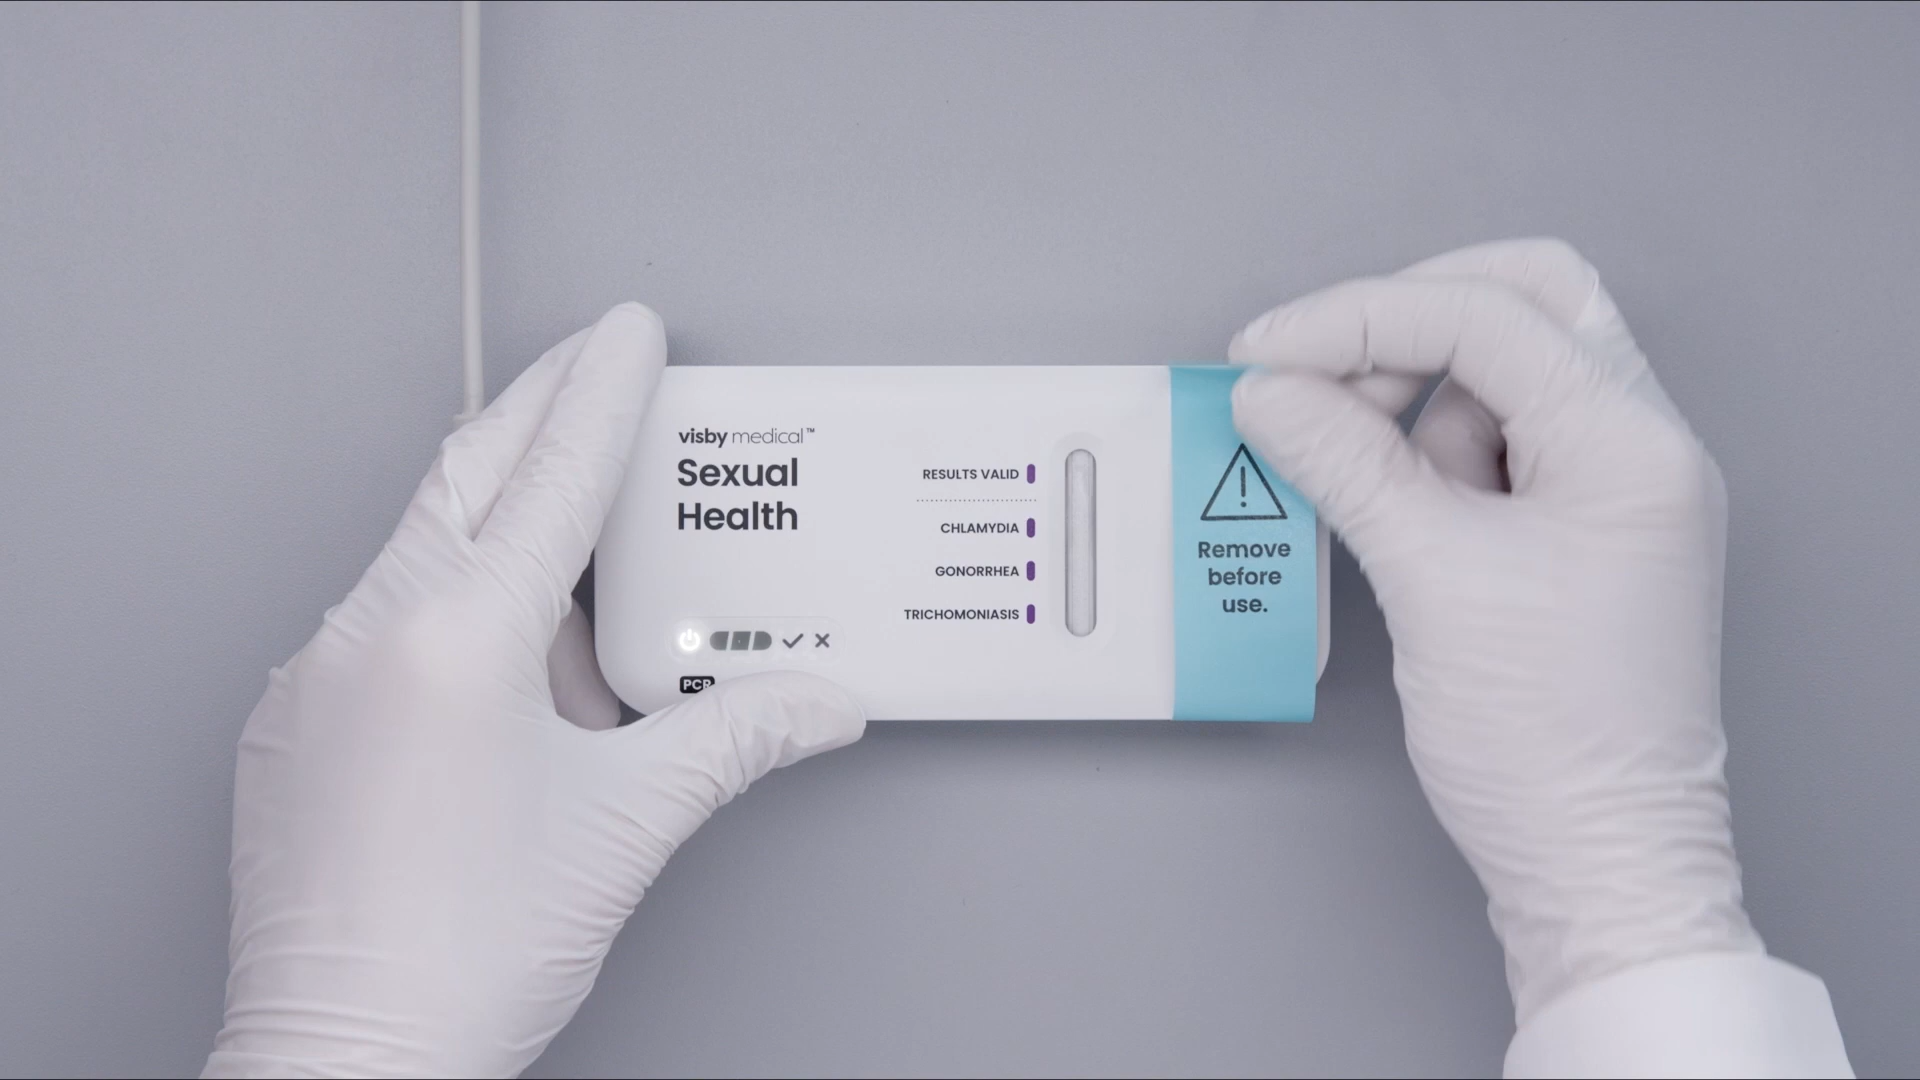 visby medical™
Sexual
Health
RESULTS VALID
CHLAMYDIA
GONORRHEA
TRICHOMONIASIS
PCR
Remove
before
use.